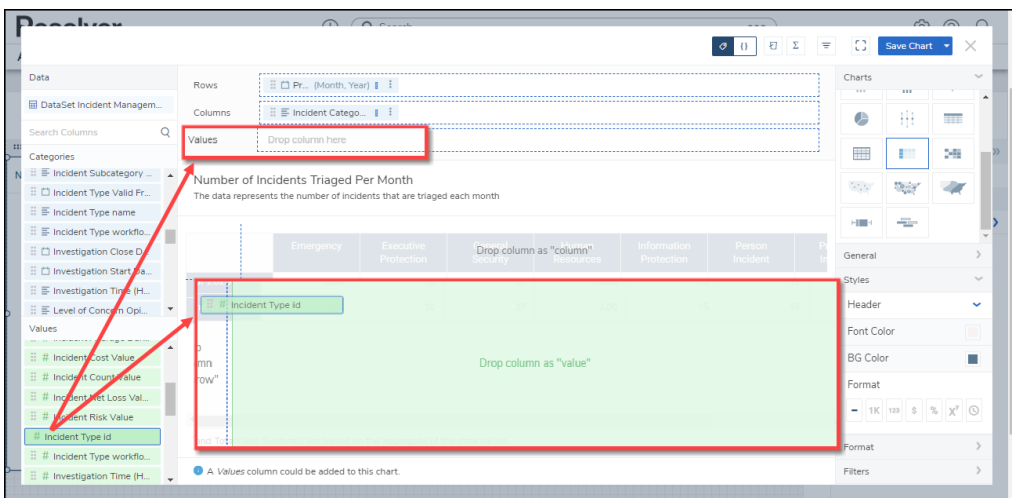 Resolver
Search
Save Chart
Data
DataSet Incident Managem...
Search Columns
Categories
Incident Subcategory ...
Incident Type Valid Fr...
Incident Type name
Incident Type workflo...
Investigation Close D...
Investigation Start Da...
Investigation Time (H...
Level of Concern Opi...
Values
# Incident Cost Value
# Incident Count Value
# Incident Net Loss Val...
# Incident Risk Value
# Incident Type id
# Incident Type workflo...
# Investigation Time (H...
Rows
Pr... (Month, Year)
Columns
Incident Catego...
Values
Drop column here
Number of Incidents Triaged Per Month
The data represents the number of incidents that are triaged each month
Emergency
Executive Protection
Security
Resources
Information Protection
Person Incident
Drop column as "column"
# Incident Type id
Drop column as "value"
row"
A Values column could be added to this chart.
Charts
General
Styles
Header
Font Color
BG Color
Format
1K
123
$
%
Format
Filters